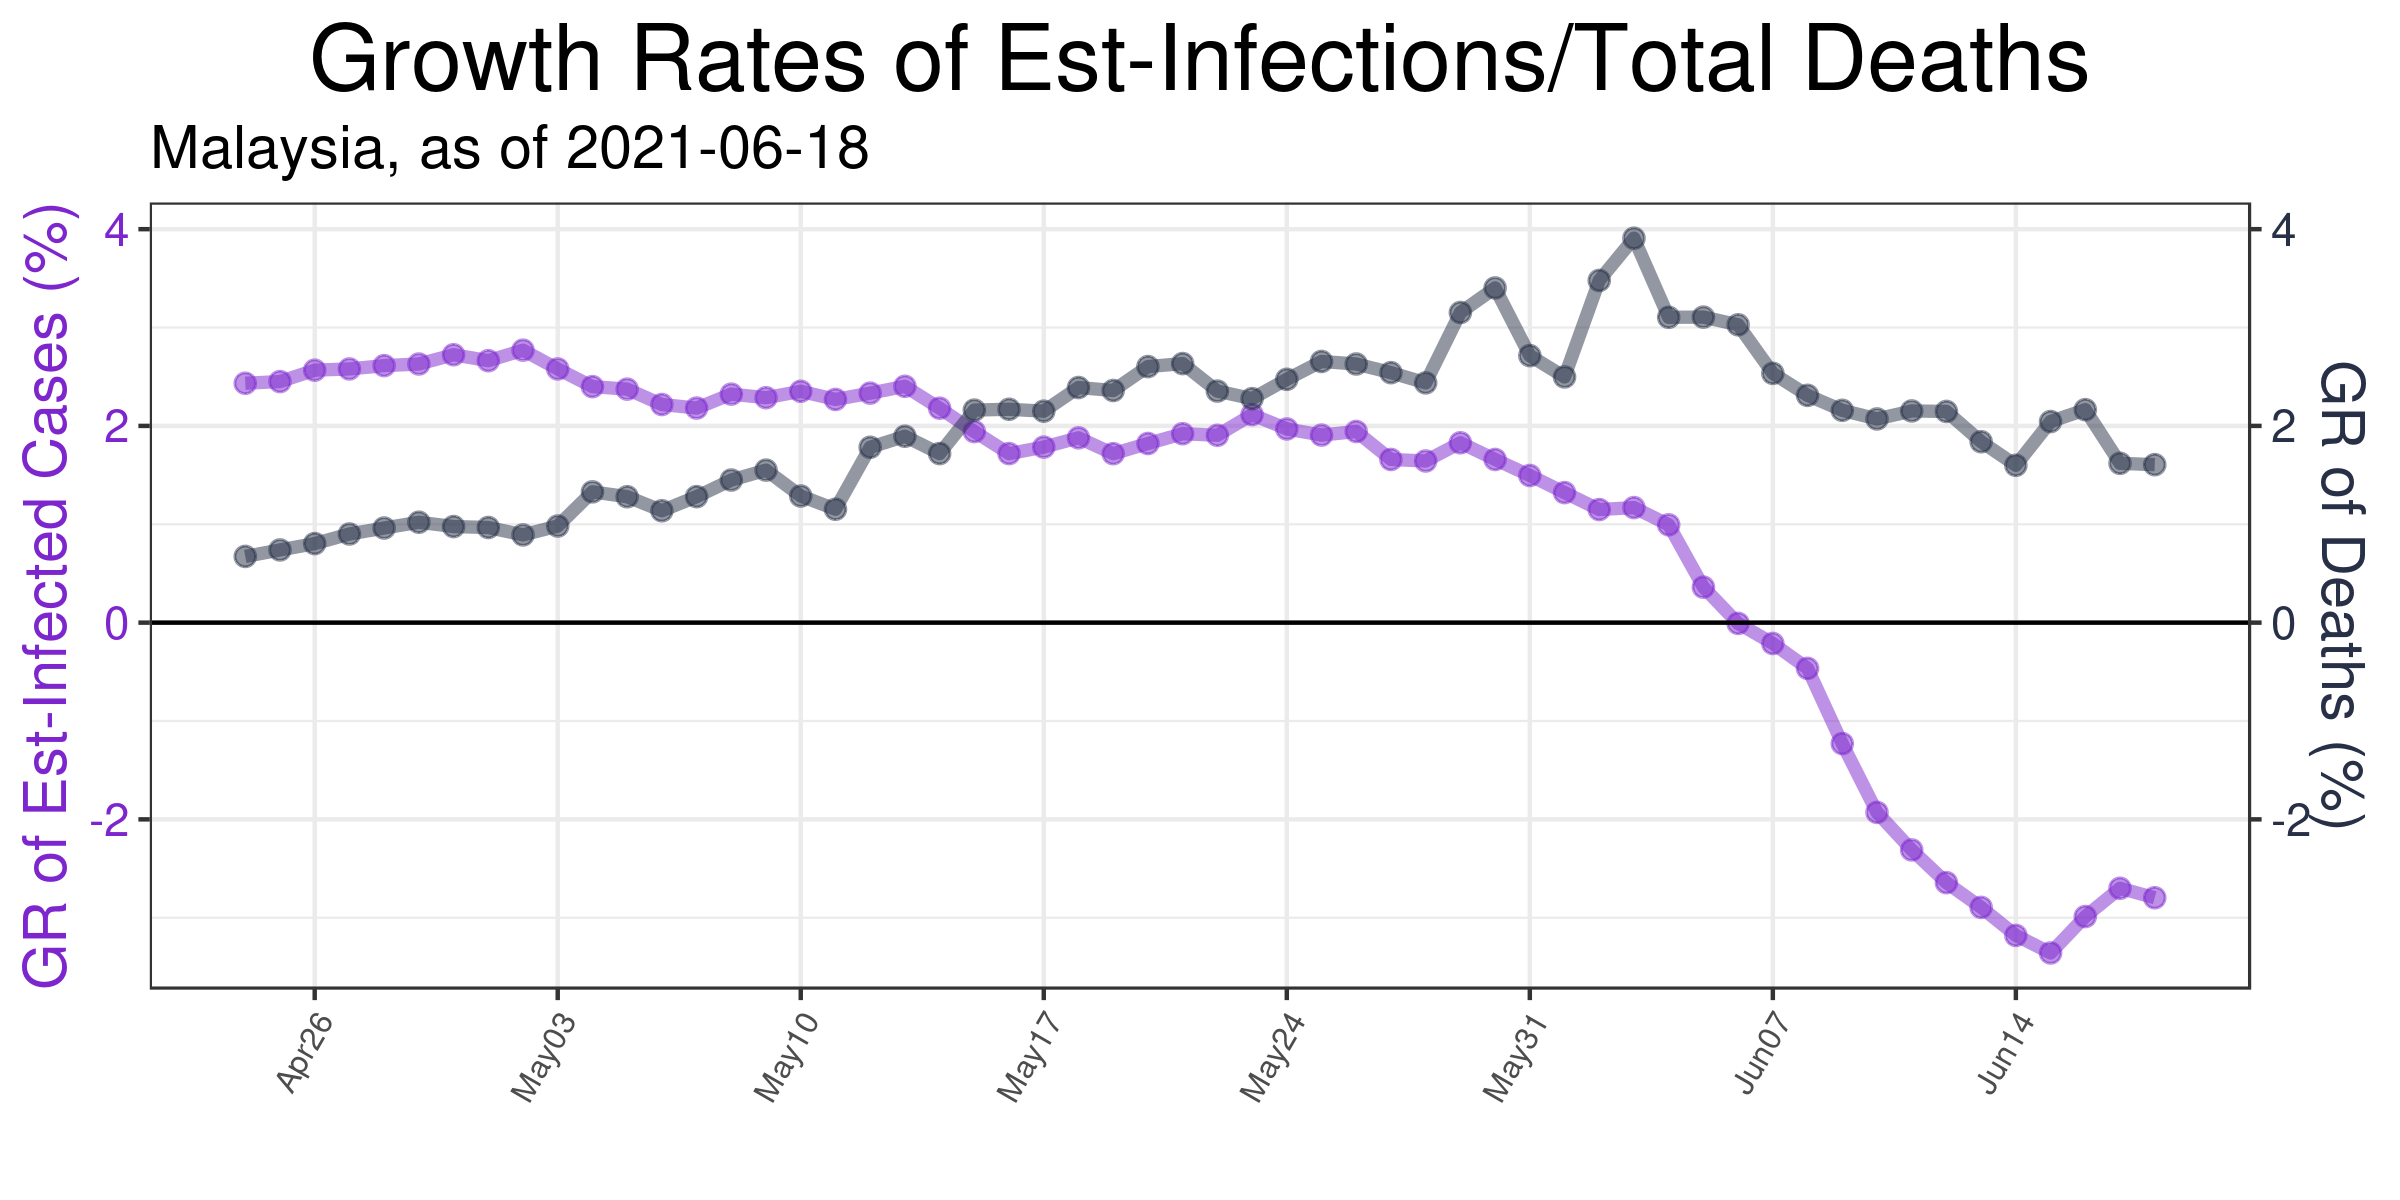 Growth Rates of Est-Infections/Total Deaths
Malaysia, as of 2021-06-18
GR of Est-Infected Cases (%)
4
2
0
-2
4
2
0
-2
GR of Deaths (%)
Apr26
May03
May10
May17
May24
May31
Jun07
Jun14